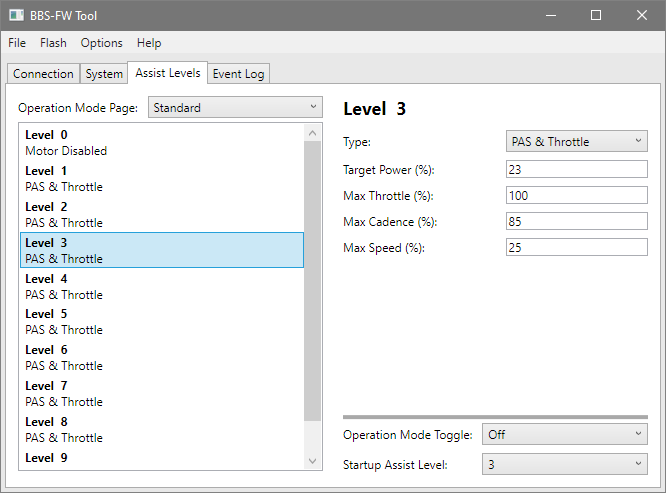 BBS-FW Tool
File Flash Options Help
Connection System Assist Levels Event Log
Operation Mode Page: Standard
Level 0
Motor Disabled
Level 1
PAS & Throttle
Level 2
PAS & Throttle
Level 3
PAS & Throttle
Level 4
PAS & Throttle
Level 5
PAS & Throttle
Level 6
PAS & Throttle
Level 7
PAS & Throttle
Level 8
PAS & Throttle
Level 9
Level 3
Type: PAS & Throttle
Target Power (%): 23
Max Throttle (%): 100
Max Cadence (%): 85
Max Speed (%): 25
Operation Mode Toggle: Off
Startup Assist Level: 3